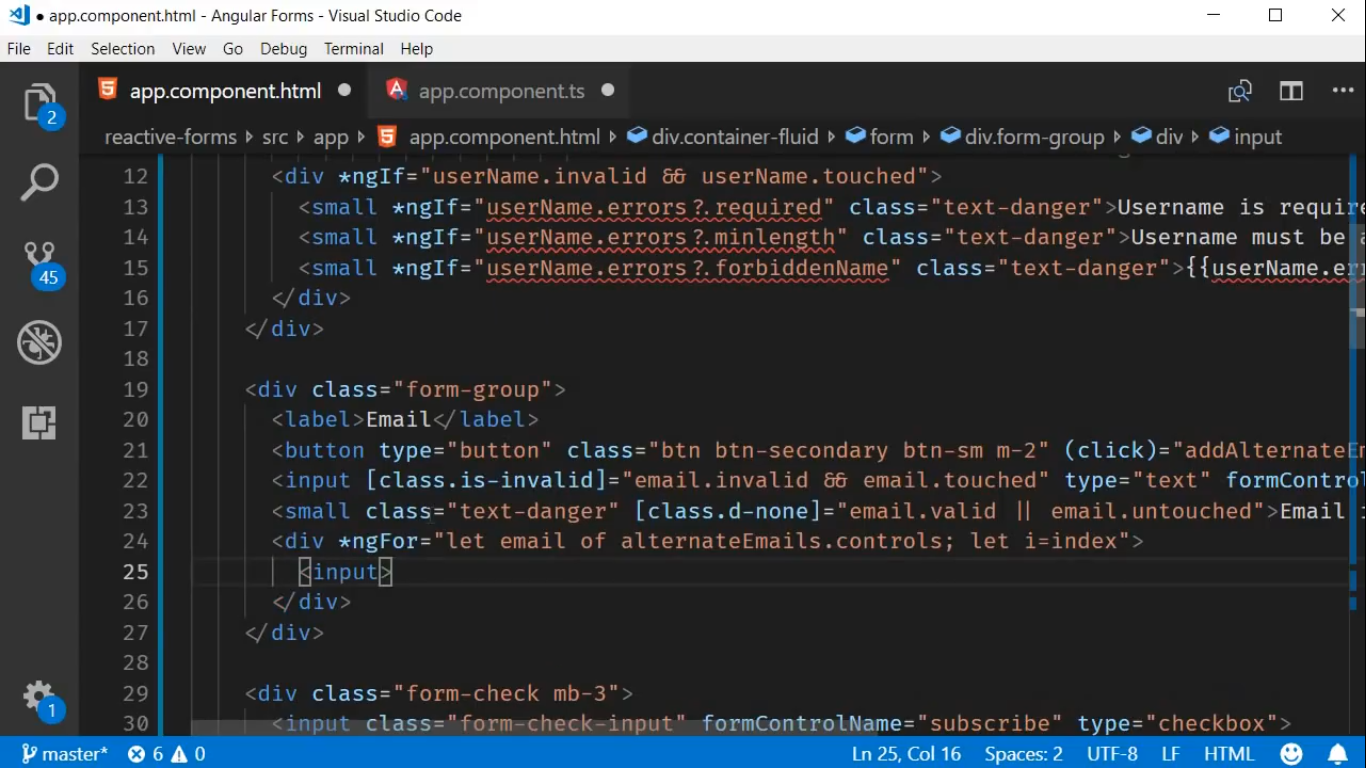 app.component.html - Angular Forms - Visual Studio Code
File Edit Selection View Go Debug Terminal Help
app.component.html app.component.ts
reactive-forms src app app.component.html div.container-fluid form div.form-group div input
12 <div *ngIf="userName.invalid && userName.touched">
13 <small *ngIf="userName.errors?.required" class="text-danger">Username is require
14 <small *ngIf="userName.errors?.minlength" class="text-danger">Username must be a
15 <small *ngIf="userName.errors?.forbiddenName" class="text-danger">{{userName.err
16 </div>
17 </div>
18
19 <div class="form-group">
20 <label>Email</label>
21 <button type="button" class="btn btn-secondary btn-sm m-2" (click)="addAlternateEm
22 <input [class.is-invalid]="email.invalid && email.touched" type="text" formControl
23 <small class="text-danger" [class.d-none]="email.valid || email.untouched">Email i
24 <div *ngFor="let email of alternateEmails.controls; let i=index">
25 <input>
26 </div>
27 </div>
28
29 <div class="form-check mb-3">
30 <input class="form-check-input" formControlName="subscribe" type="checkbox">
2
45
1
master* 6 0 Ln 25, Col 16 Spaces: 2 UTF-8 LF HTML